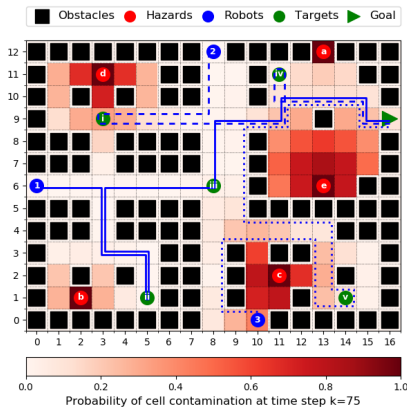 Obstacles Hazards Robots Targets Goal
12 2 a
11 d iv
10
9 i
8
7
6 1 iii e
5
4
3
2 c
1 b ii v
0 3
0 1 2 3 4 5 6 7 8 9 10 11 12 13 14 15 16
0.0 0.2 0.4 0.6 0.8 1.0
Probability of cell contamination at time step k=75